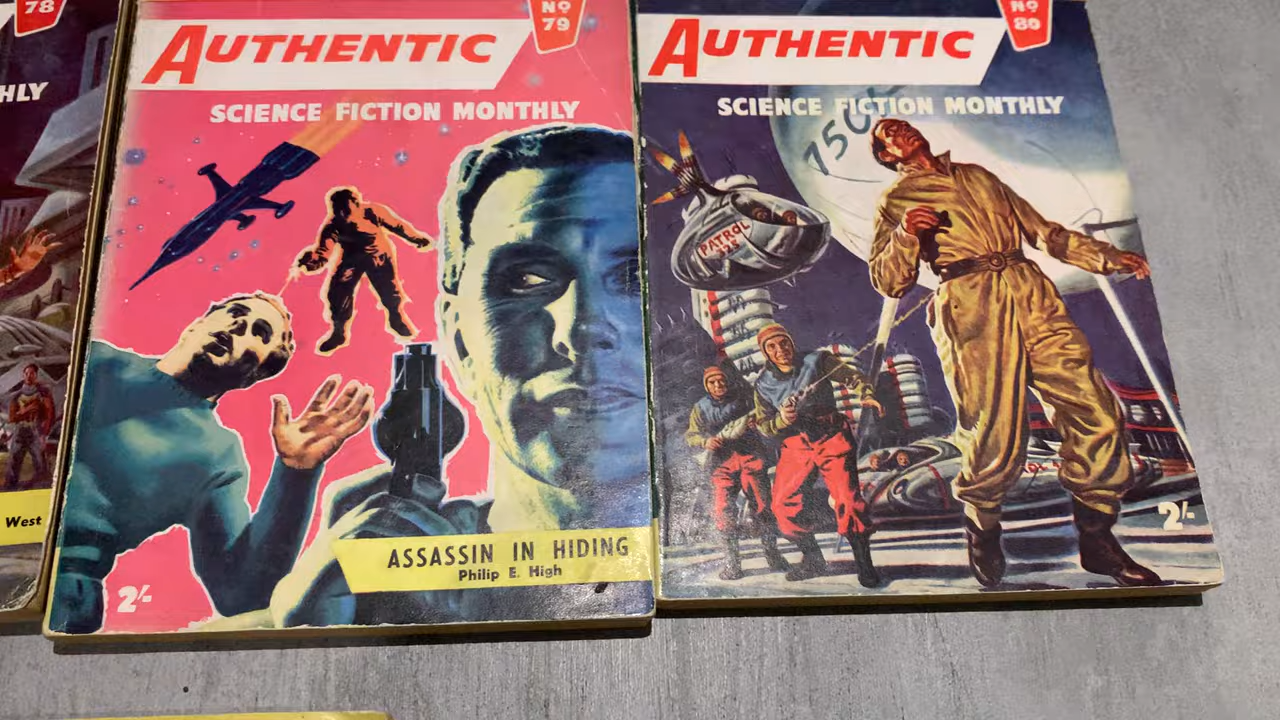 78
HLY
West
No
79
AUTHENTIC
SCIENCE FICTION MONTHLY
ASSASSIN IN HIDING
Philip E. High
2/-
No
80
AUTHENTIC
SCIENCE FICTION MONTHLY
PATROL
2/-